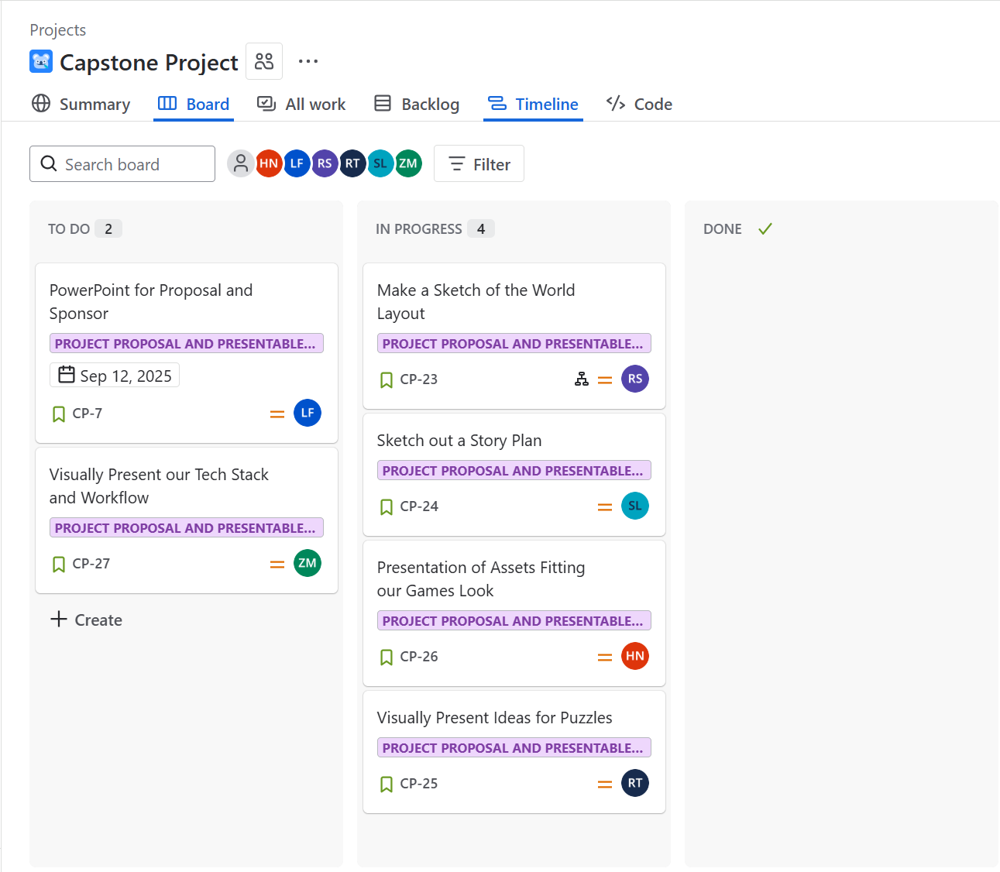 Projects
Capstone Project
Summary
Board
All work
Backlog
Timeline
Code
Search board
HN
LF
RS
RT
SL
ZM
Filter
TO DO 2
PowerPoint for Proposal and
Sponsor
PROJECT PROPOSAL AND PRESENTABLE...
Sep 12, 2025
CP-7
LF
Visually Present our Tech Stack
and Workflow
PROJECT PROPOSAL AND PRESENTABLE...
CP-27
ZM
Create
IN PROGRESS 4
Make a Sketch of the World
Layout
PROJECT PROPOSAL AND PRESENTABLE...
CP-23
RS
Sketch out a Story Plan
PROJECT PROPOSAL AND PRESENTABLE...
CP-24
SL
Presentation of Assets Fitting
our Games Look
PROJECT PROPOSAL AND PRESENTABLE...
CP-26
HN
Visually Present Ideas for Puzzles
PROJECT PROPOSAL AND PRESENTABLE...
CP-25
RT
DONE